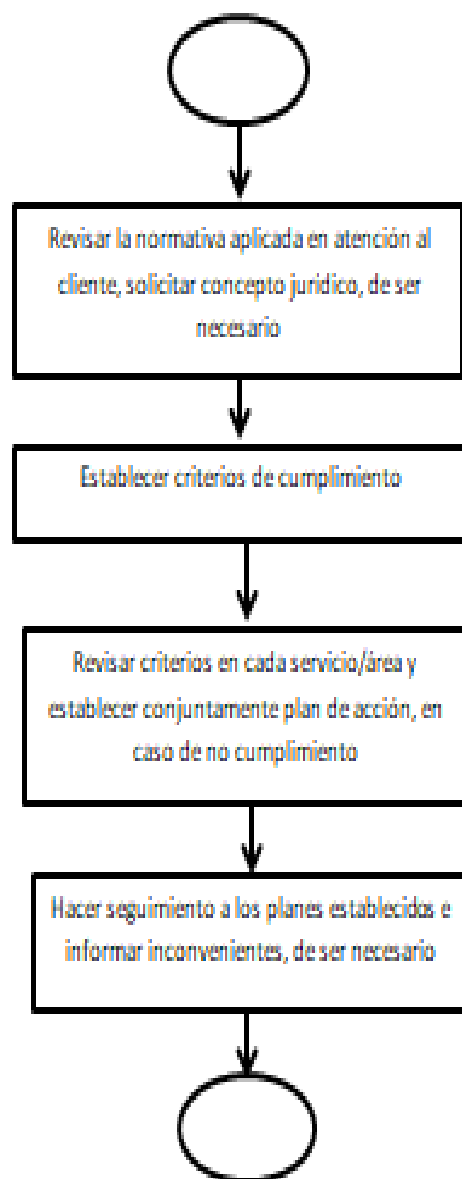 Revisar la normativa aplicada en atención al
cliente, solicitar concepto jurídico, de ser
necesario
Establecer criterios de cumplimiento
Revisar criterios en cada servicio/área y
establecer conjuntamente plan de acción, en
caso de no cumplimiento
Hacer seguimiento a los planes establecidos e
informar inconvenientes, de ser necesario